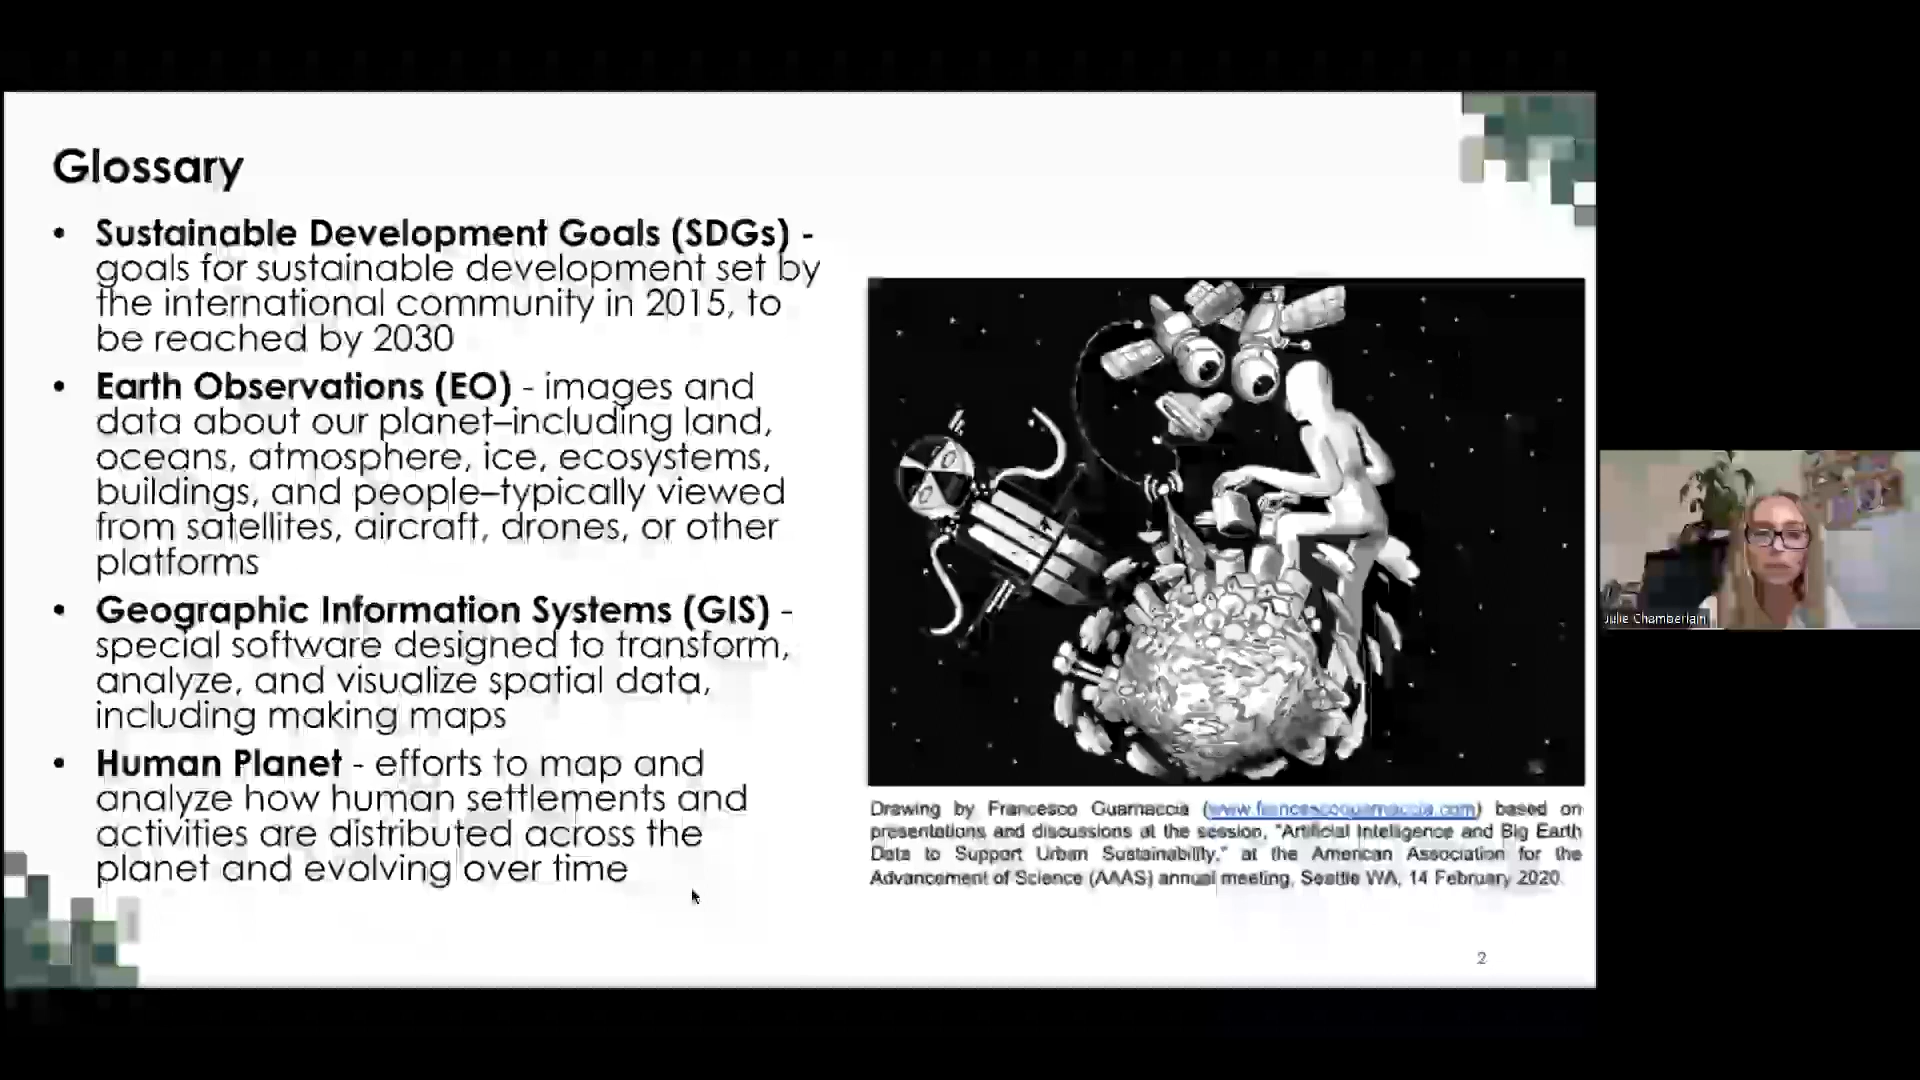 Glossary
• Sustainable Development Goals (SDGs) -
goals for sustainable development set by
the international community in 2015, to
be reached by 2030
• Earth Observations (EO) - images and
data about our planet–including land,
oceans, atmosphere, ice, ecosystems,
buildings, and people–typically viewed
from satellites, aircraft, drones, or other
platforms
• Geographic Information Systems (GIS) -
special software designed to transform,
analyze, and visualize spatial data,
including making maps
• Human Planet - efforts to map and
analyze how human settlements and
activities are distributed across the
planet and evolving over time
Drawing by Francesco Guarnaccia (www.francescoguarnaccia.com) based on
presentations and discussions at the session, "Artificial Intelligence and Big Earth
Data to Support Urban Sustainability," at the American Association for the
Advancement of Science (AAAS) annual meeting, Seattle WA, 14 February 2020.
2
Julie Chamberlain